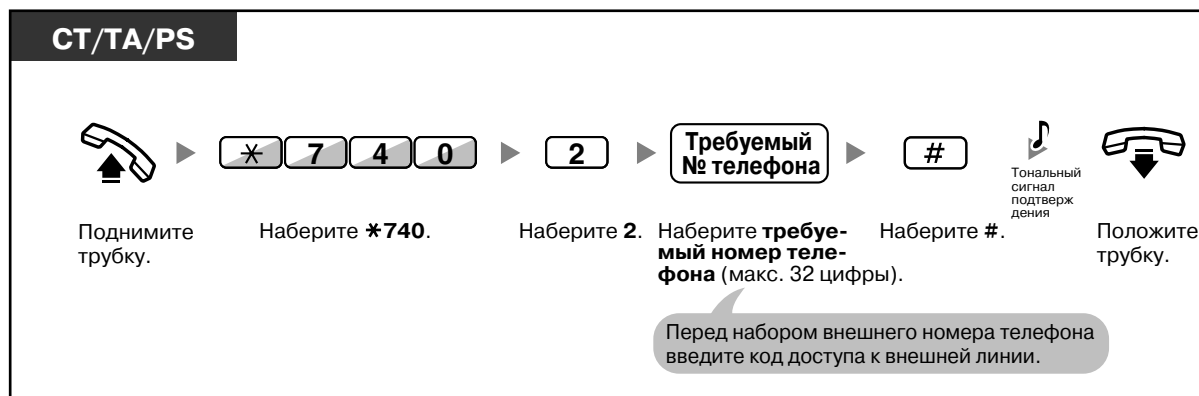 СТ/ТА/PS
✶ 7 4 0
2
Требуемый
№ телефона
#
Тональный
сигнал
подтверж
дения
Поднимите
трубку.
Наберите ✶740.
Наберите 2.
Наберите требуе-
мый номер теле-
фона (макс. 32 цифры).
Наберите #.
Положите
трубку.
Перед набором внешнего номера телефона
введите код доступа к внешней линии.